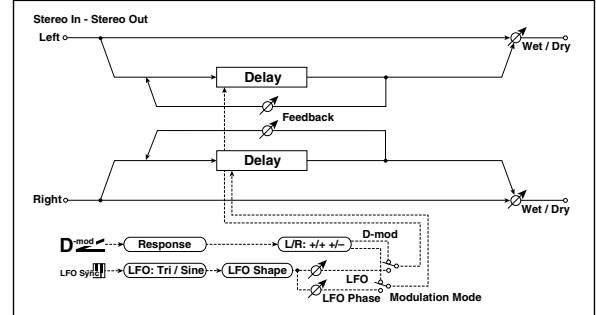 Stereo In - Stereo Out
Left
Wet / Dry
Delay
Feedback
Delay
Right
Wet / Dry
D-mod
D-mod Response L/R: +/+ +/–
LFO
LFO Sync LFO: Tri / Sine LFO Shape
LFO Phase Modulation Mode